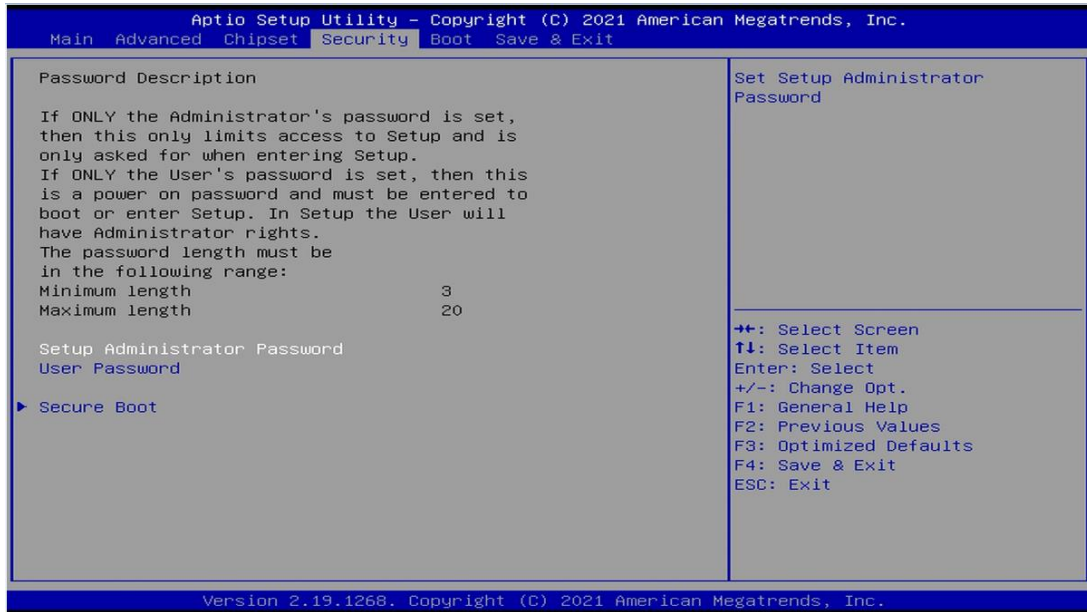 Aptio Setup Utility – Copyright (C) 2021 American Megatrends, Inc.
Main Advanced Chipset Security Boot Save & Exit
Password Description
If ONLY the Administrator's password is set,
then this only limits access to Setup and is
only asked for when entering Setup.
If ONLY the User's password is set, then this
is a power on password and must be entered to
boot or enter Setup. In Setup the User will
have Administrator rights.
The password length must be
in the following range:
Minimum length 3
Maximum length 20
Setup Administrator Password
User Password
Secure Boot
Set Setup Administrator
Password
→←: Select Screen
↑↓: Select Item
Enter: Select
+/-: Change Opt.
F1: General Help
F2: Previous Values
F3: Optimized Defaults
F4: Save & Exit
ESC: Exit
Version 2.19.1268. Copyright (C) 2021 American Megatrends, Inc.